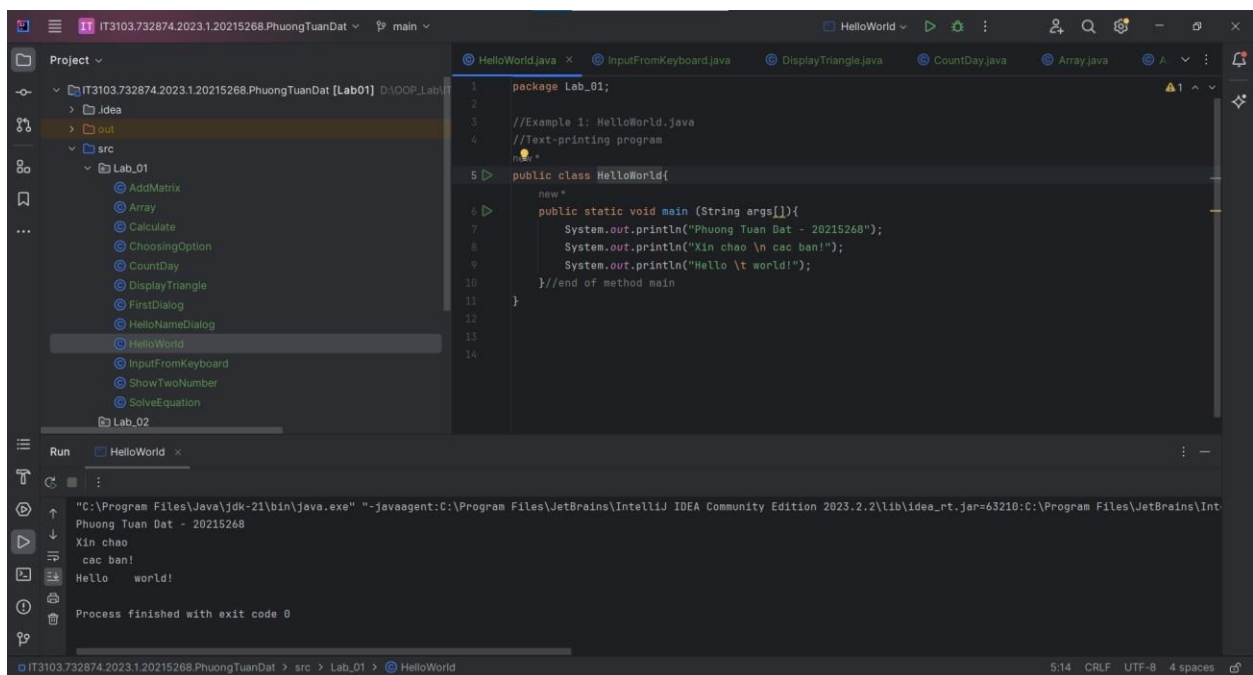 IT IT3103.732874.2023.1.20215268.PhuongTuanDat main HelloWorld
Project
IT3103.732874.2023.1.20215268.PhuongTuanDat [Lab01] D:\OOP_Lab\IT
.idea
out
src
Lab_01
AddMatrix
Array
Calculate
ChoosingOption
CountDay
DisplayTriangle
FirstDialog
HelloNameDialog
HelloWorld
InputFromKeyboard
ShowTwoNumber
SolveEquation
Lab_02
HelloWorld.java InputFromKeyboard.java DisplayTriangle.java CountDay.java Array.java A
1 package Lab_01;
2
3 //Example 1: HelloWorld.java
4 //Text-printing program
new *
5 public class HelloWorld{
new *
6 public static void main (String args[]){
7 System.out.println("Phuong Tuan Dat - 20215268");
8 System.out.println("Xin chao \n cac ban!");
9 System.out.println("Hello \t world!");
10 }//end of method main
11 }
12
13
14
1
Run HelloWorld
"C:\Program Files\Java\jdk-21\bin\java.exe" "-javaagent:C:\Program Files\JetBrains\IntelliJ IDEA Community Edition 2023.2.2\lib\idea_rt.jar=63210:C:\Program Files\JetBrains\Int
Phuong Tuan Dat - 20215268
Xin chao
cac ban!
Hello world!
Process finished with exit code 0
IT3103.732874.2023.1.20215268.PhuongTuanDat > src > Lab_01 > HelloWorld 5:14 CRLF UTF-8 4 spaces